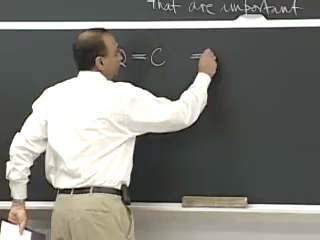 That are important
= C =